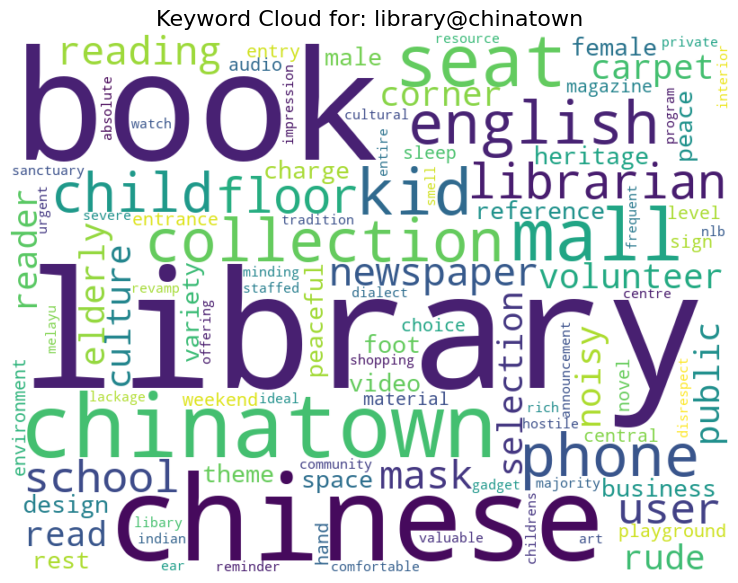 Keyword Cloud for: library@chinatown
resource
private
reading
entry
male
seat
female
carpet
audio
book
absolute
watch
impression
cultural
corner
magazine
interior
english
program
peace
sanctuary
urgent
entire
sleep
heritage
charge
child
floor
kid
smell
librarian
reader
severe
entrance
tradition
reference
frequent
level
nlb
sign
collection
mall
elderly
culture
variety
revamp
offering
minding
staffed
peaceful
dialect
newspaper
volunteer
melayu
library
centre
choice
foot
shopping
selection
announcement
noisy
novel
disrespect
public
environment
lackage
weekend
ideal
video
material
rich
hostile
central
chinatown
phone
school
theme
community
space
mask
gadget
majority
business
design
read
chinese
valuable
childrens
art
user
playground
libary
indian
hand
rest
ear
reminder
comfortable
rude